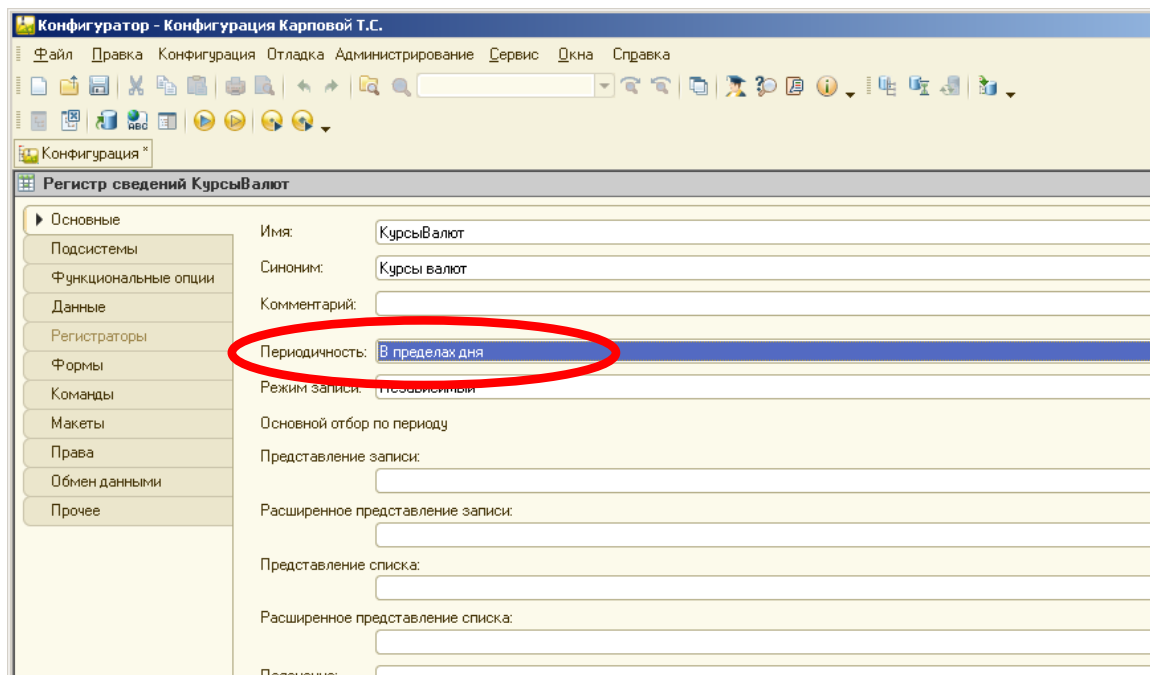 Конфигуратор - Конфигурация Карповой Т.С.
Файл Правка Конфигурация Отладка Администрирование Сервис Окна Справка
Конфигурация *
Регистр сведений КурсыВалют
Основные
Подсистемы
Функциональные опции
Данные
Регистраторы
Формы
Команды
Макеты
Права
Обмен данными
Прочее
Имя: КурсыВалют
Синоним: Курсы валют
Комментарий:
Периодичность: В пределах дня
Режим записи: Независимый
Основной отбор по периоду
Представление записи:
Расширенное представление записи:
Представление списка:
Расширенное представление списка: